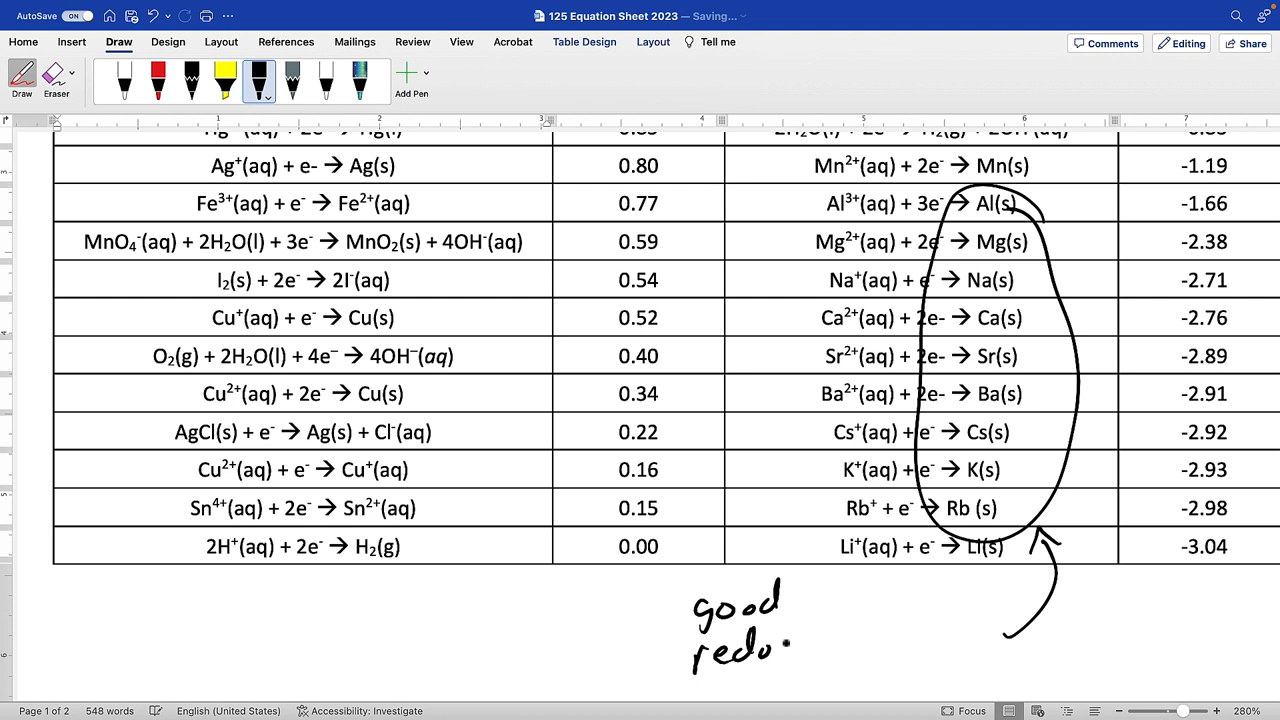 AutoSave ON 125 Equation Sheet 2023 — Saving...
Home Insert Draw Design Layout References Mailings Review View Acrobat Table Design Layout Tell me Comments Editing Share
Draw Eraser Add Pen
1 2 3 4 5 6 7
Ag⁺(aq) + e- → Ag(s) 0.80 Mn²⁺(aq) + 2e⁻ → Mn(s) -1.19
Fe³⁺(aq) + e⁻ → Fe²⁺(aq) 0.77 Al³⁺(aq) + 3e⁻ → Al(s) -1.66
MnO₄⁻(aq) + 2H₂O(l) + 3e⁻ → MnO₂(s) + 4OH⁻(aq) 0.59 Mg²⁺(aq) + 2e⁻ → Mg(s) -2.38
I₂(s) + 2e⁻ → 2I⁻(aq) 0.54 Na⁺(aq) + e⁻ → Na(s) -2.71
Cu⁺(aq) + e⁻ → Cu(s) 0.52 Ca²⁺(aq) + 2e- → Ca(s) -2.76
O₂(g) + 2H₂O(l) + 4e⁻ → 4OH⁻(aq) 0.40 Sr²⁺(aq) + 2e- → Sr(s) -2.89
Cu²⁺(aq) + 2e⁻ → Cu(s) 0.34 Ba²⁺(aq) + 2e- → Ba(s) -2.91
AgCl(s) + e⁻ → Ag(s) + Cl⁻(aq) 0.22 Cs⁺(aq) + e⁻ → Cs(s) -2.92
Cu²⁺(aq) + e⁻ → Cu⁺(aq) 0.16 K⁺(aq) + e⁻ → K(s) -2.93
Sn⁴⁺(aq) + 2e⁻ → Sn²⁺(aq) 0.15 Rb⁺ + e⁻ → Rb (s) -2.98
2H⁺(aq) + 2e⁻ → H₂(g) 0.00 Li⁺(aq) + e⁻ → Li(s) -3.04
good
Page 1 of 2 548 words English (United States) Accessibility: Investigate Focus 280%